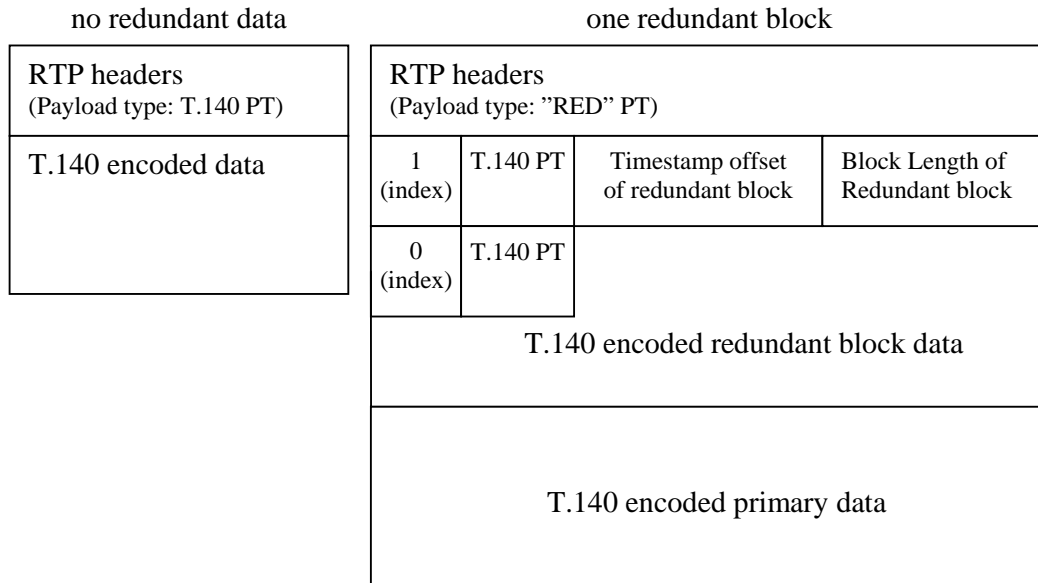 no redundant data
one redundant block
RTP headers
(Payload type: T.140 PT)
T.140 encoded data
RTP headers
(Payload type: ”RED” PT)
1
(index)
T.140 PT
Timestamp offset
of redundant block
Block Length of
Redundant block
0
(index)
T.140 PT
T.140 encoded redundant block data
T.140 encoded primary data